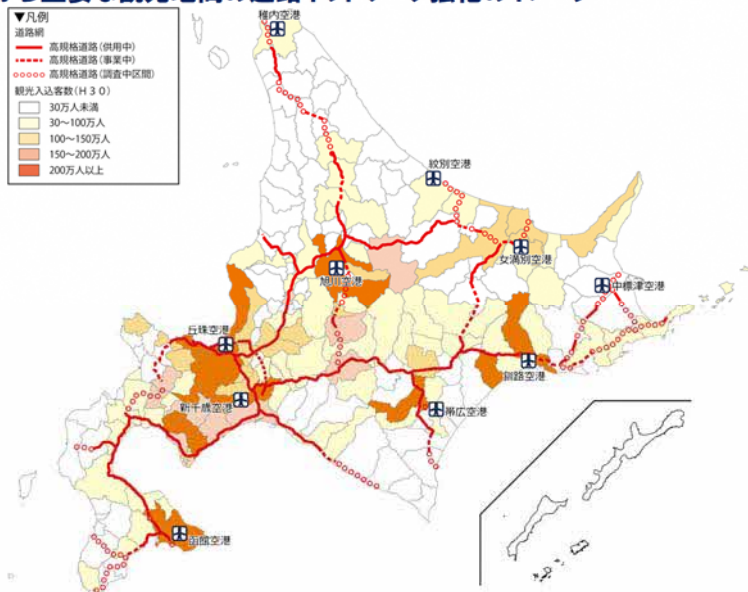 ▼凡例
道路網
高規格道路(供用中)
高規格道路(事業中)
高規格道路(調査中区間)
観光入込客数(H30)
30万人未満
30~100万人
100~150万人
150~200万人
200万人以上
稚内空港
紋別空港
女満別空港
旭川空港
中標津空港
丘珠空港
釧路空港
新千歳空港
帯広空港
函館空港